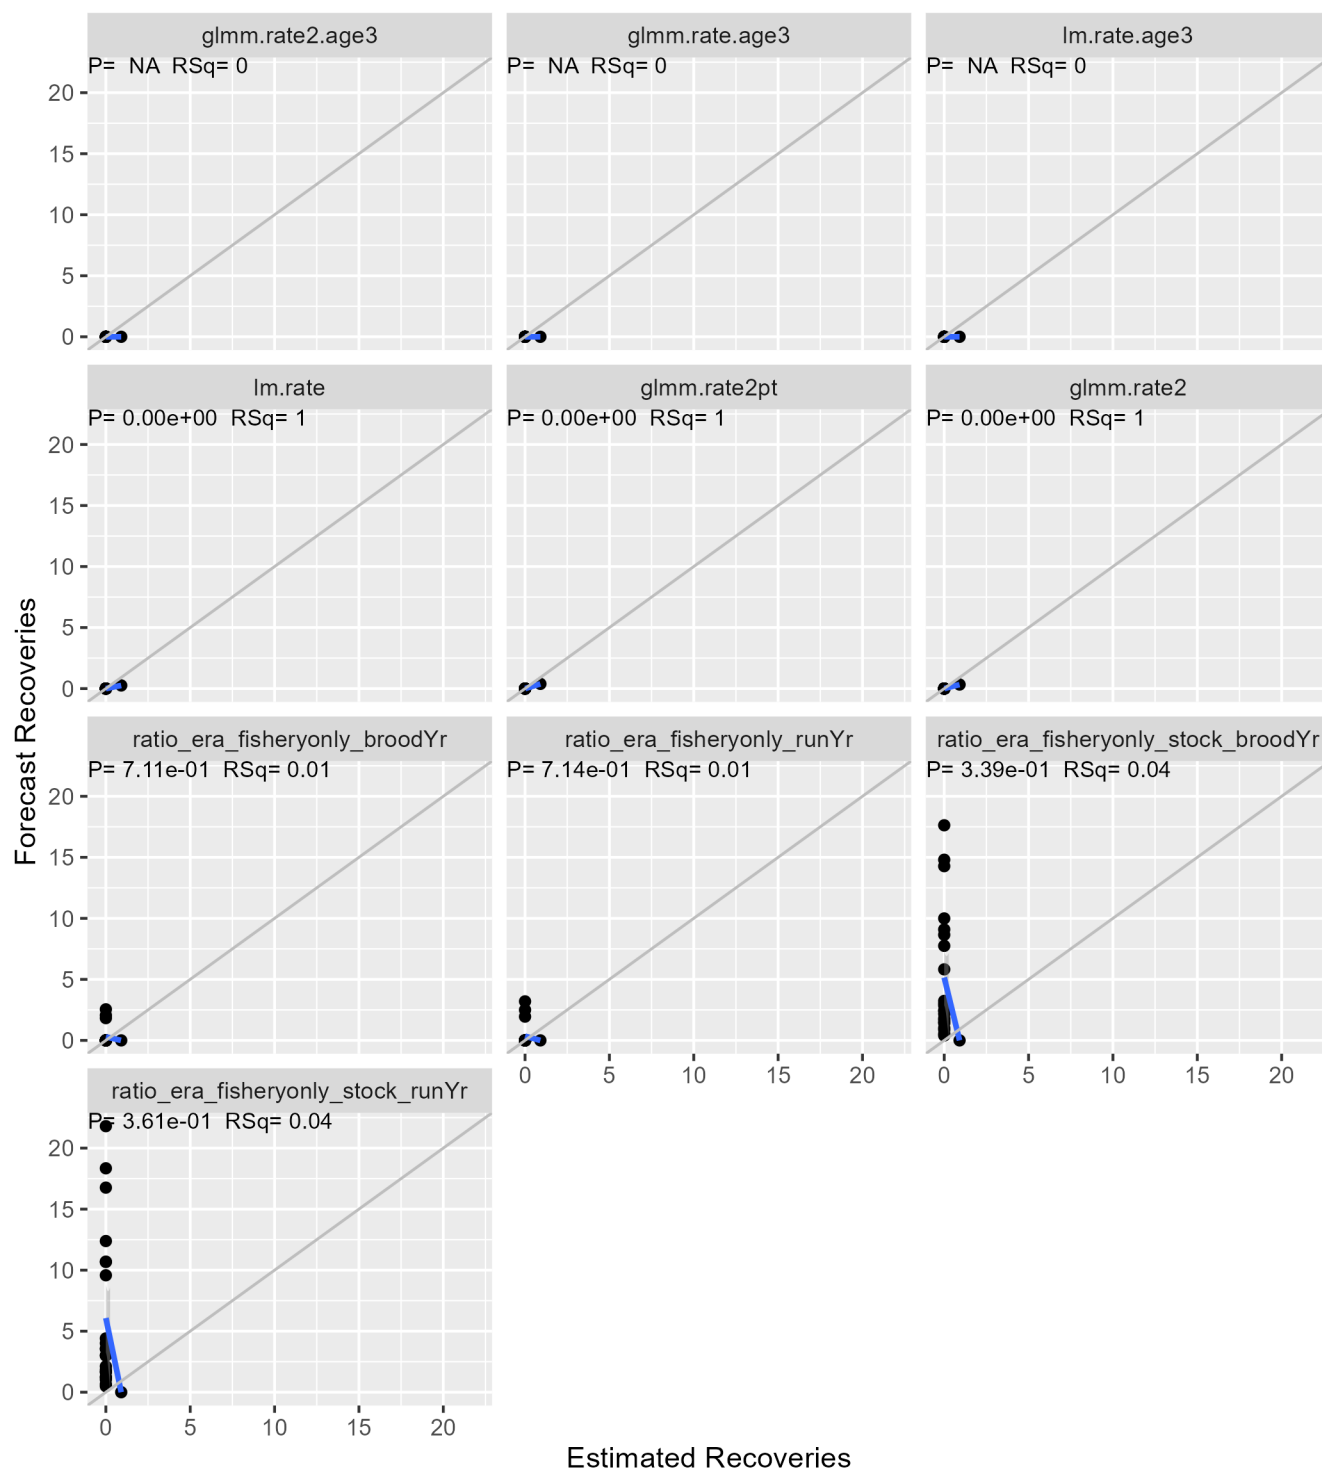 glmm.rate2.age3 glmm.rate.age3 lm.rate.age3
P=  NA  RSq= 0 P=  NA  RSq= 0 P=  NA  RSq= 0
20
15
10
5
0
lm.rate glmm.rate2pt glmm.rate2
P= 0.00e+00  RSq= 1 P= 0.00e+00  RSq= 1 P= 0.00e+00  RSq= 1
20
15
10
5
0
Forecast Recoveries
ratio_era_fisheryonly_broodYr ratio_era_fisheryonly_runYr ratio_era_fisheryonly_stock_broodYr
P= 7.11e-01  RSq= 0.01 P= 7.14e-01  RSq= 0.01 P= 3.39e-01  RSq= 0.04
20
15
10
5
0
0 5 10 15 20 0 5 10 15 20
ratio_era_fisheryonly_stock_runYr
P= 3.61e-01  RSq= 0.04
20
15
10
5
0
0 5 10 15 20
Estimated Recoveries